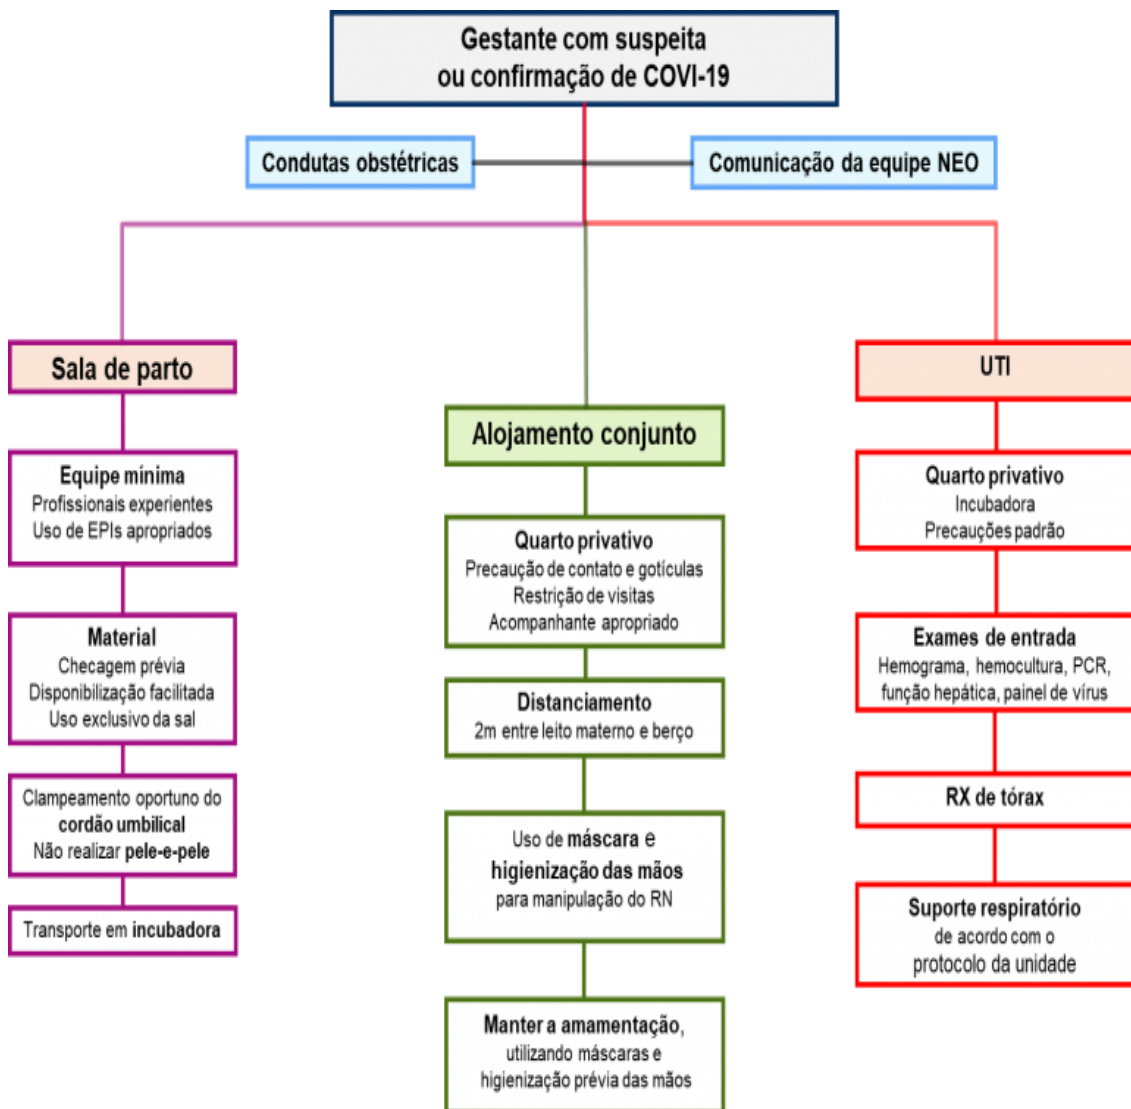 Gestante com suspeita
ou confirmação de COVI-19
Condutas obstétricas
Comunicação da equipe NEO
Sala de parto
Equipe mínima
Profissionais experientes
Uso de EPIs apropriados
Material
Checagem prévia
Disponibilização facilitada
Uso exclusivo da sal
Clampeamento oportuno do
cordão umbilical
Não realizar pele-e-pele
Transporte em incubadora
Alojamento conjunto
Quarto privativo
Precaução de contato e gotículas
Restrição de visitas
Acompanhante apropriado
Distanciamento
2m entre leito materno e berço
Uso de máscara e
higienização das mãos
para manipulação do RN
Manter a amamentação,
utilizando máscaras e
higienização prévia das mãos
UTI
Quarto privativo
Incubadora
Precauções padrão
Exames de entrada
Hemograma, hemocultura, PCR,
função hepática, painel de vírus
RX de tórax
Suporte respiratório
de acordo com o
protocolo da unidade